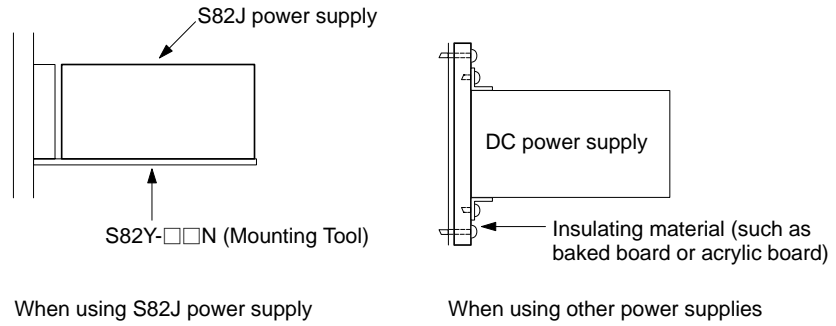 S82J power supply
S82Y-□□N (Mounting Tool)
When using S82J power supply
DC power supply
Insulating material (such as
baked board or acrylic board)
When using other power supplies